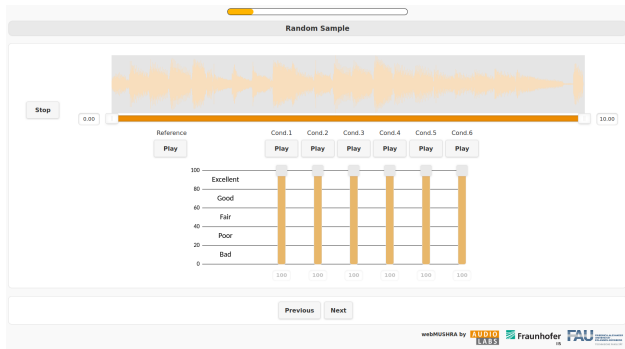 Random Sample
Stop
0.00
10.00
Reference Cond.1 Cond.2 Cond.3 Cond.4 Cond.5 Cond.6
Play Play Play Play Play Play Play
100
Excellent
80
Good
60
Fair
40
Poor
20
Bad
0
100 100 100 100 100 100
Previous Next
webMUSHRA by AUDIO LABS Fraunhofer IIS FAU